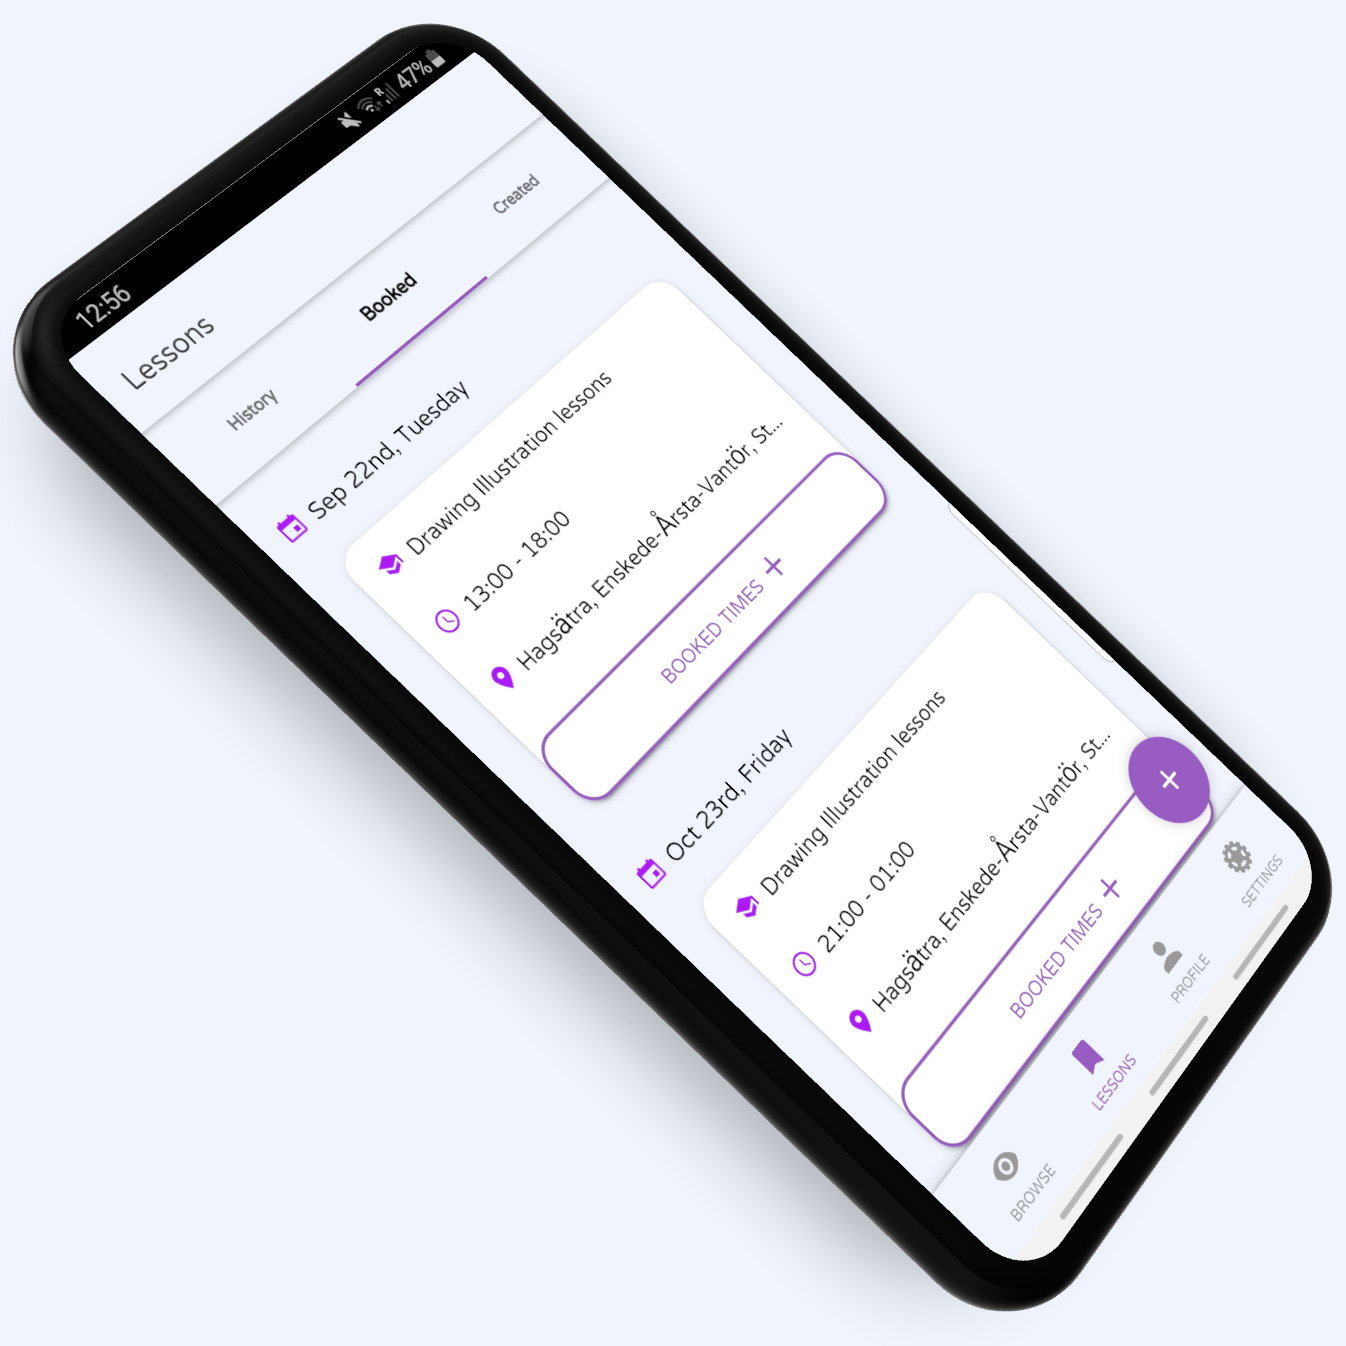 12:56 R 47%
Lessons
History Booked Created
Sep 22nd, Tuesday
Drawing Illustration lessons
13:00 - 18:00
Hagsätra, Enskede-Årsta-Vantör, St...
BOOKED TIMES +
Oct 23rd, Friday
Drawing Illustration lessons
21:00 - 01:00
Hagsätra, Enskede-Årsta-Vantör, St...
+
BOOKED TIMES +
BROWSE LESSONS PROFILE SETTINGS